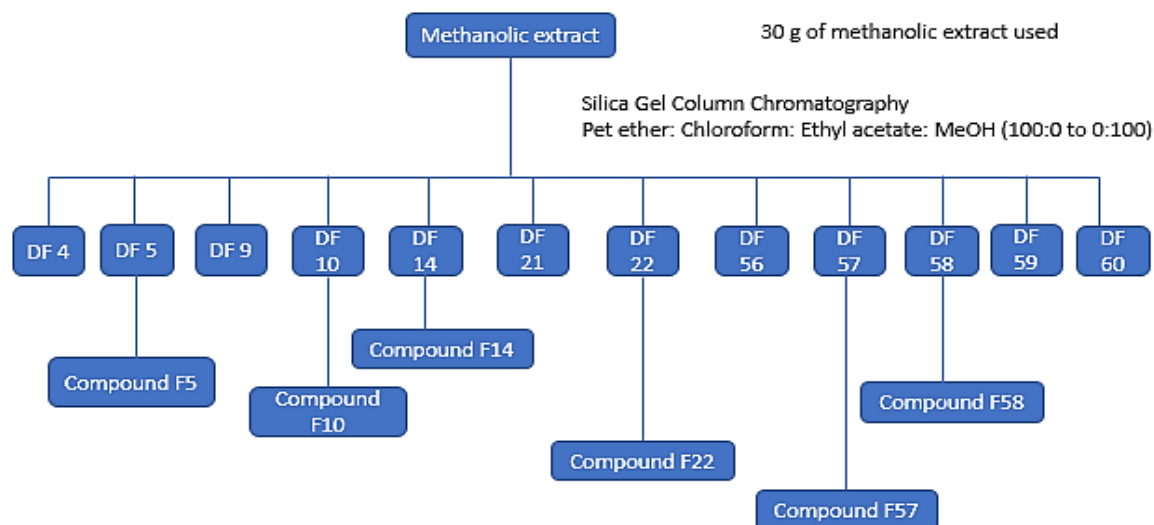 Methanolic extract
30 g of methanolic extract used
Silica Gel Column Chromatography
Pet ether: Chloroform: Ethyl acetate: MeOH (100:0 to 0:100)
DF 4
DF 5
DF 9
DF
10
DF
14
DF
21
DF
22
DF
56
DF
57
DF
58
DF
59
DF
60
Compound F14
Compound F5
Compound
F10
Compound F58
Compound F22
Compound F57